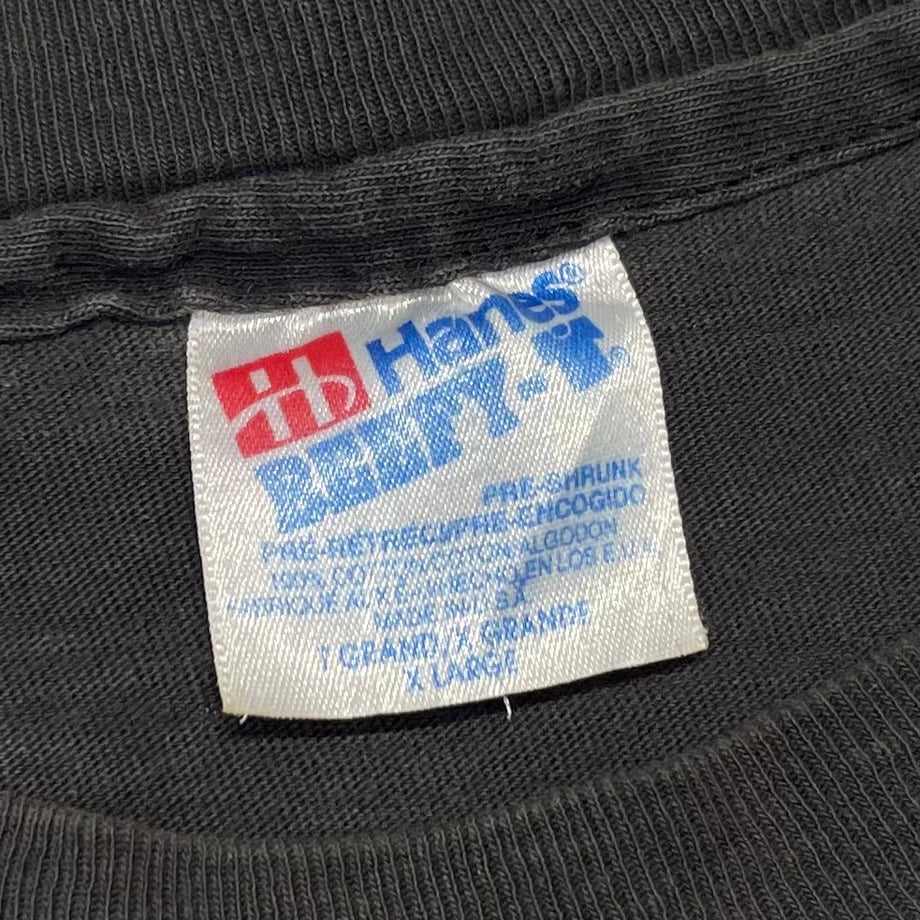 Hanes®
BEEFY-T®
PRE-SHRUNK
PRE-RETRECI/PRE-ENCOGIDO
100% COTTON/COTON/ALGODON
FABRIQUE AUX E.U./HECHO EN LOS E.U.A.
MADE IN U.S.A.
T GRAND/X GRANDE
X LARGE